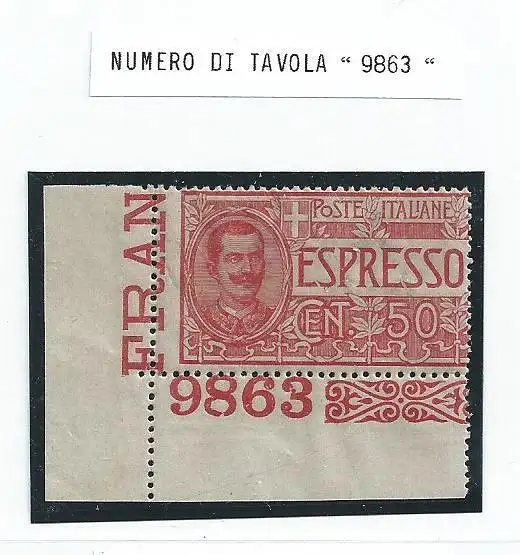 NUMERO DI TAVOLA “ 9863 “
FRAN
POSTE ITALIANE
ESPRESSO
CENT. 50
9863